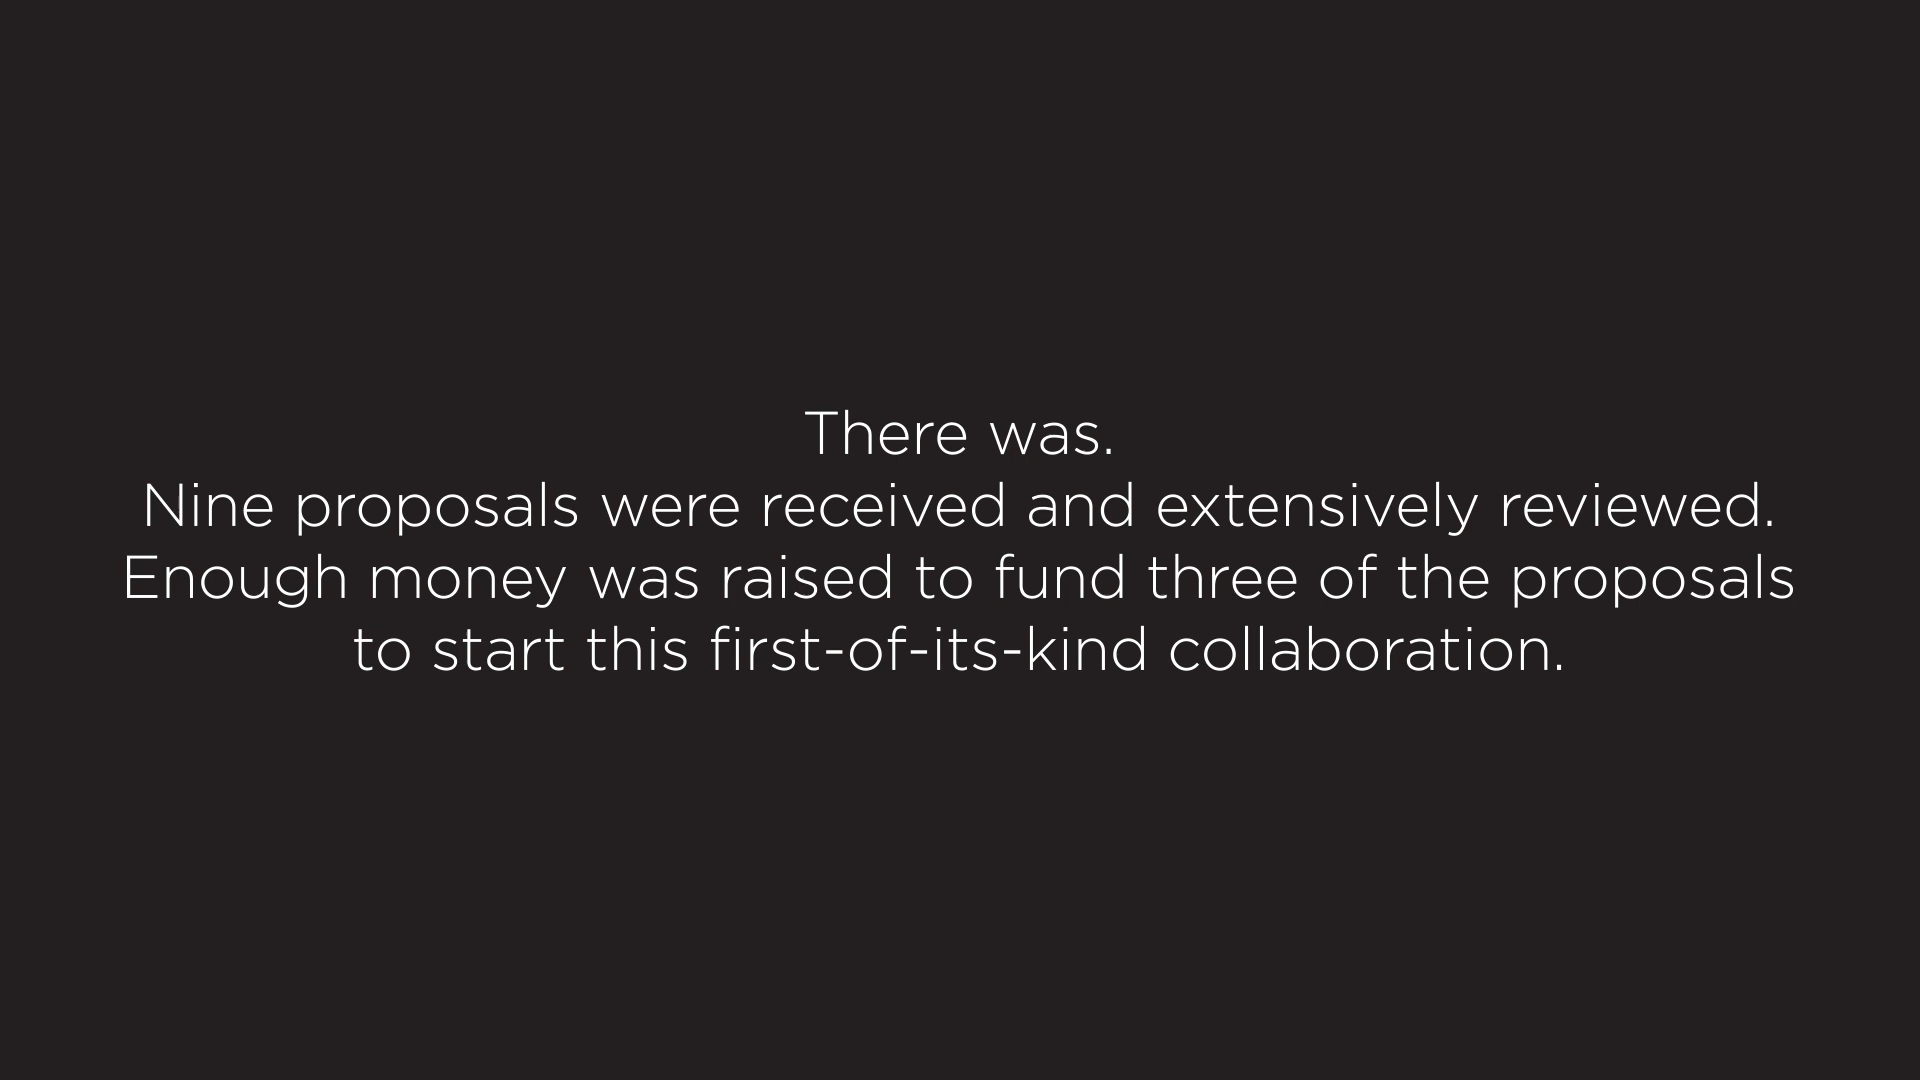 There was.
Nine proposals were received and extensively reviewed.
Enough money was raised to fund three of the proposals
to start this first-of-its-kind collaboration.